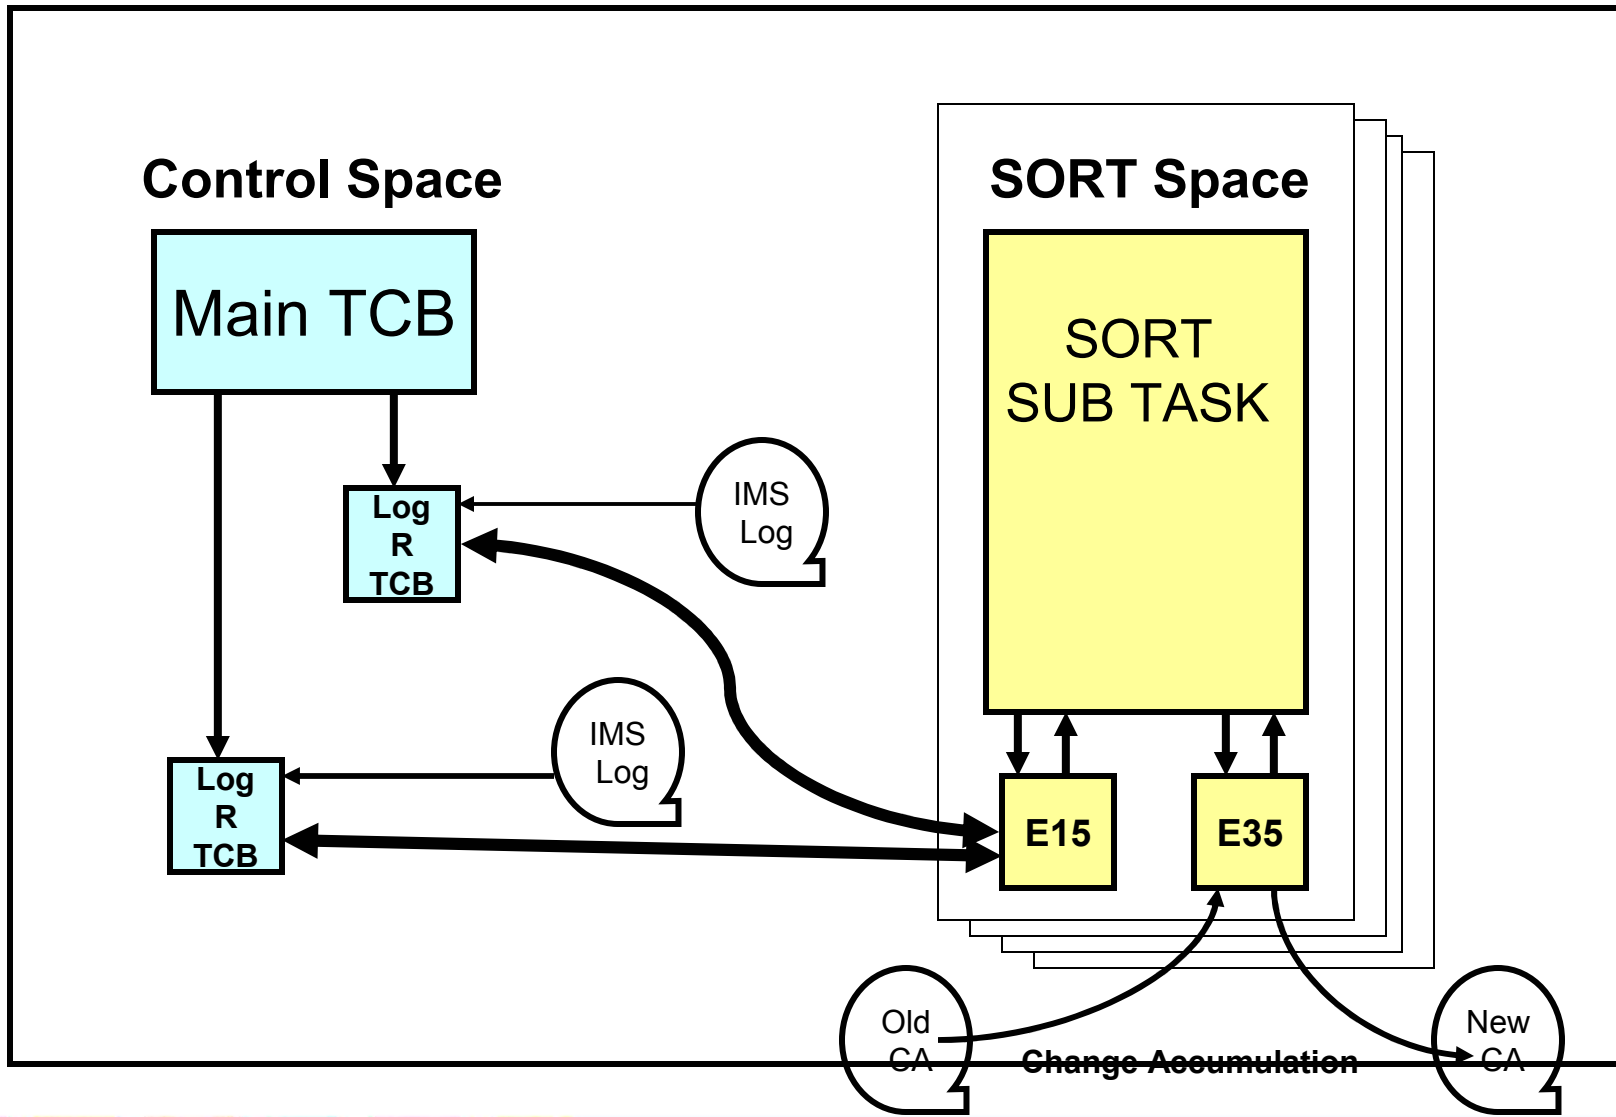 Control Space
SORT Space
Main TCB
SORT
SUB TASK
Log
R
TCB
IMS
Log
IMS
Log
Log
R
TCB
E15
E35
Old
CA
Change Accumulation
New
CA